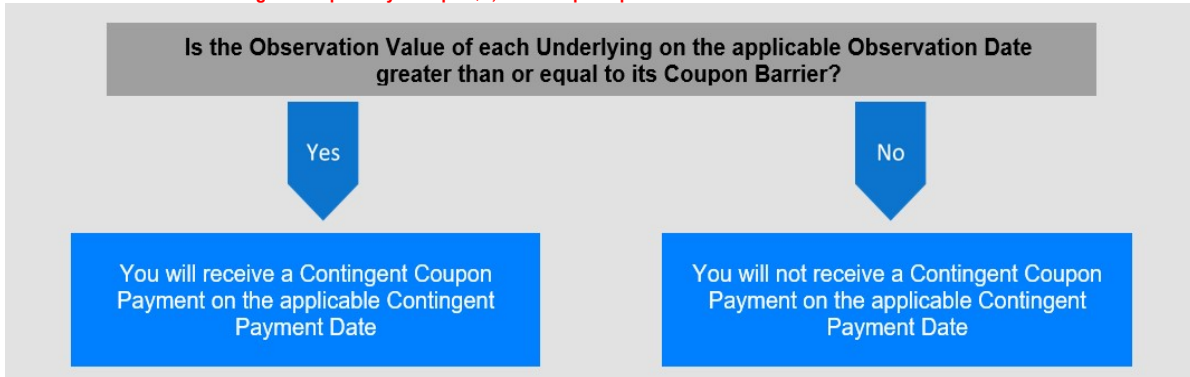 Is the Observation Value of each Underlying on the applicable Observation Date
greater than or equal to its Coupon Barrier?
Yes
No
You will receive a Contingent Coupon
Payment on the applicable Contingent
Payment Date
You will not receive a Contingent Coupon
Payment on the applicable Contingent
Payment Date